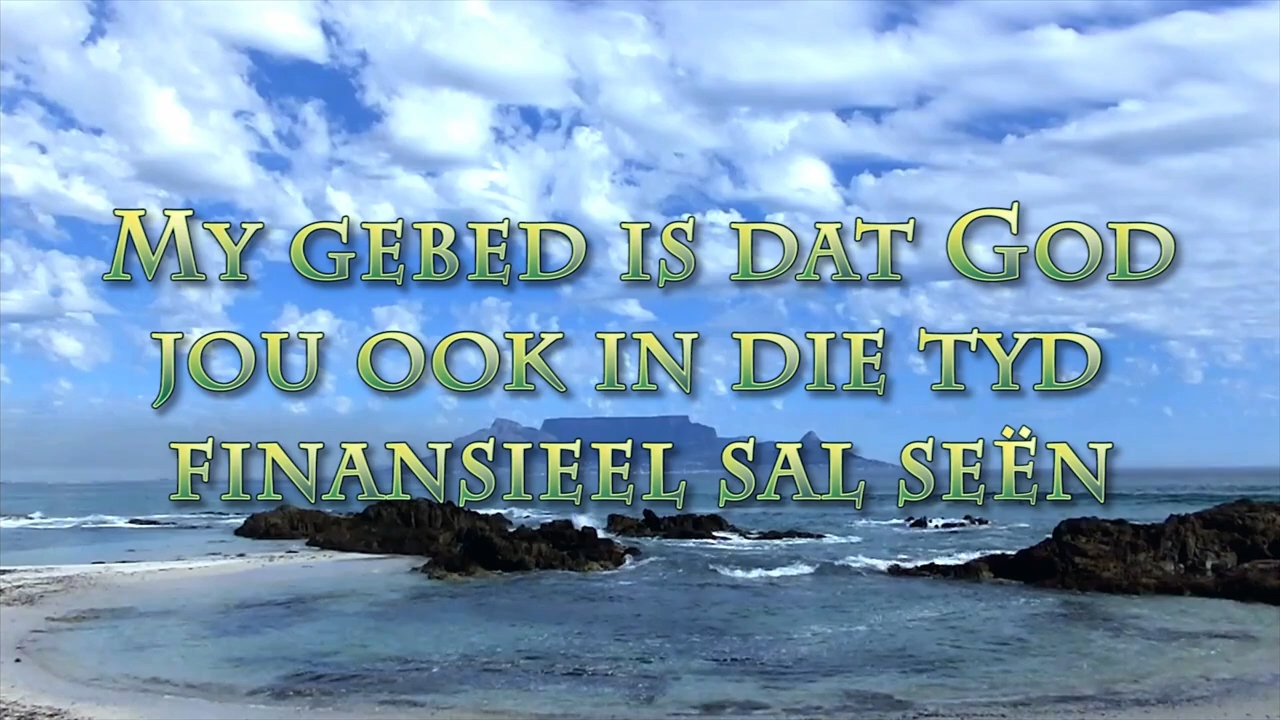 My gebed is dat God
jou ook in die tyd
finansieel sal seën